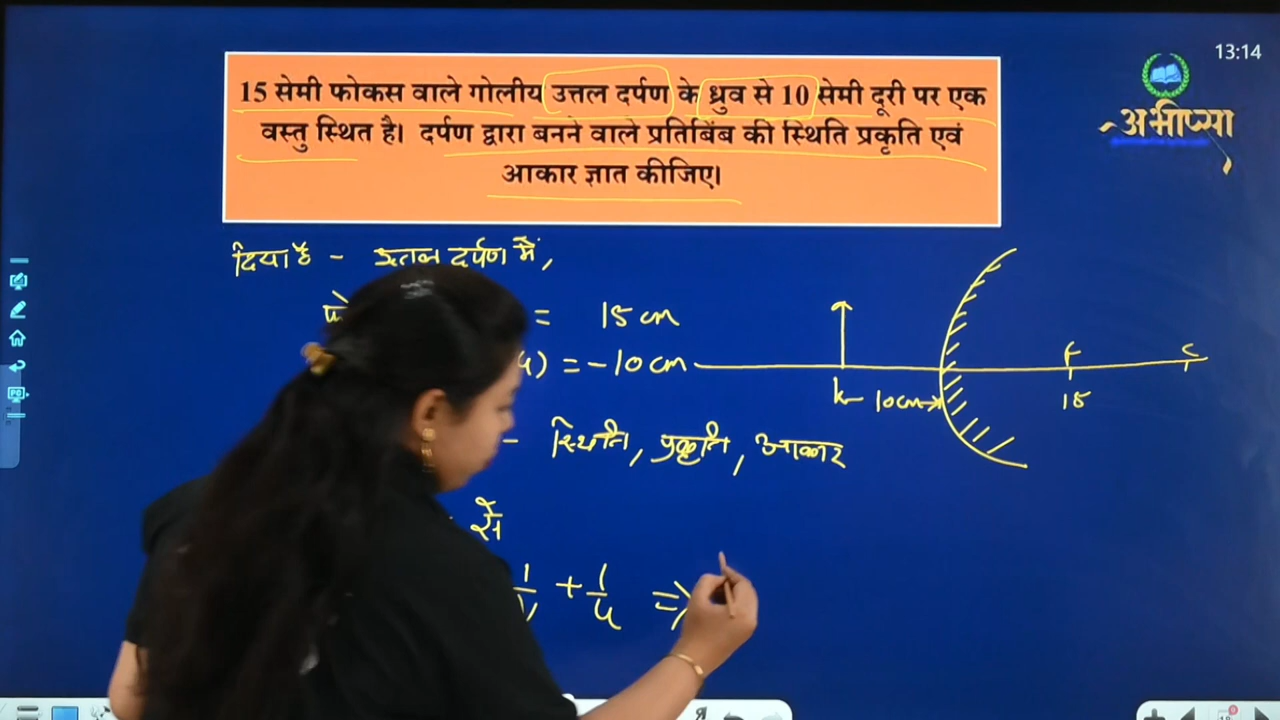 13:14
अभीप्सा
15 सेमी फोकस वाले गोलीय उत्तल दर्पण के ध्रुव से 10 सेमी दूरी पर एक
वस्तु स्थित है। दर्पण द्वारा बनने वाले प्रतिबिंब की स्थिति प्रकृति एवं
आकार ज्ञात कीजिए।
दिया है - उत्तल दर्पण में,
= 15 cm
u) = -10 cm
F
C
10cm
15
- स्थिति, प्रकृति, आकार
से
1/v + 1/u ⇒